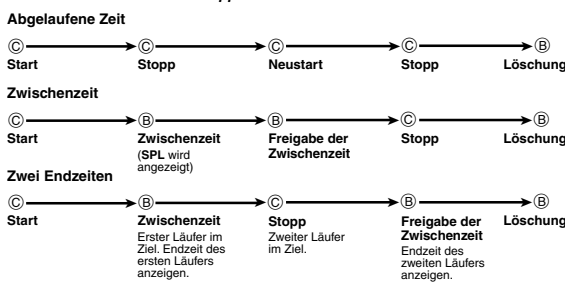 Abgelaufene Zeit
Ⓒ Ⓒ Ⓒ Ⓒ Ⓑ
Start Stopp Neustart Stopp Löschung
Zwischenzeit
Ⓒ Ⓑ Ⓑ Ⓒ Ⓑ
Start Zwischenzeit Freigabe der Stopp Löschung
(SPL wird Zwischenzeit
angezeigt)
Zwei Endzeiten
Ⓒ Ⓑ Ⓒ Ⓑ Ⓑ
Start Zwischenzeit Stopp Freigabe der Löschung
Erster Läufer im Zweiter Läufer Zwischenzeit
Ziel. Endzeit des im Ziel. Endzeit des
ersten Läufers zweiten Läufers
anzeigen. anzeigen.